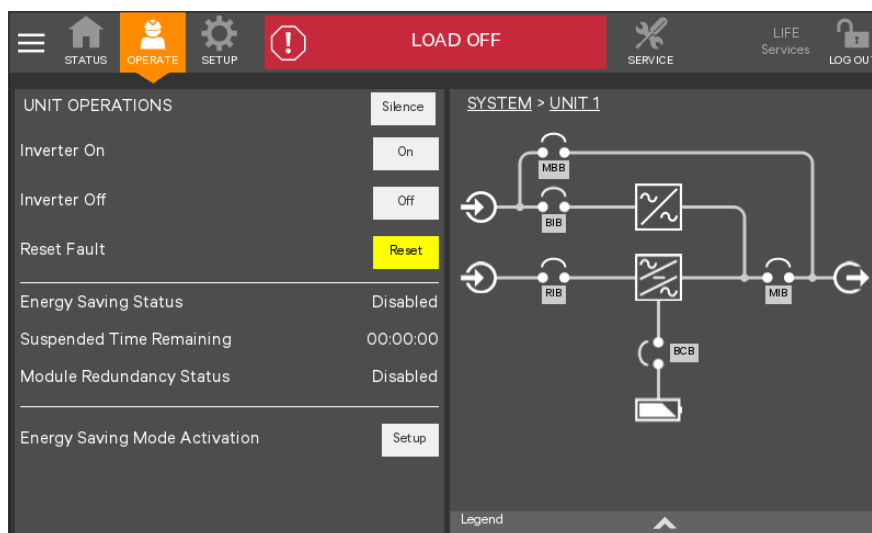 STATUS
OPERATE
SETUP
LOAD OFF
SERVICE
LIFE
Services
LOG OUT
UNIT OPERATIONS
Silence
Inverter On
On
Inverter Off
Off
Reset Fault
Reset
Energy Saving Status
Disabled
Suspended Time Remaining
00:00:00
Module Redundancy Status
Disabled
Energy Saving Mode Activation
Setup
SYSTEM > UNIT 1
MBB
BIB
RIB
MIB
BCB
Legend